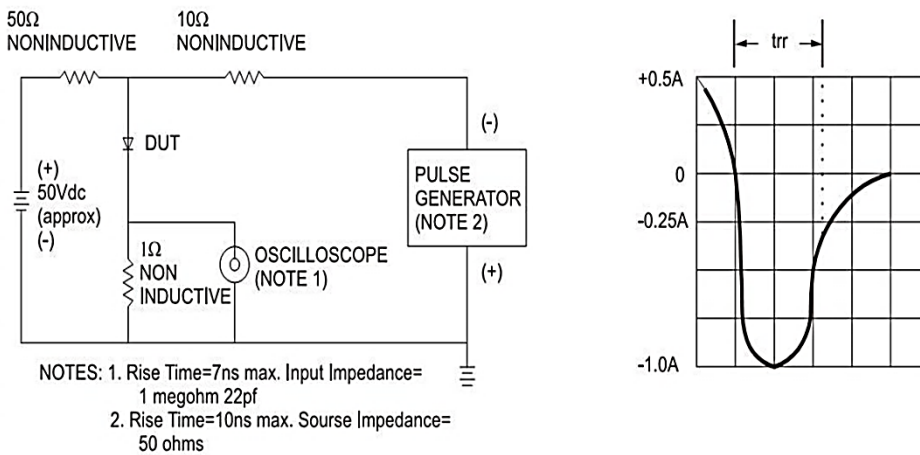 50Ω
NONINDUCTIVE
10Ω
NONINDUCTIVE
DUT
(+)
50Vdc
(approx)
(-)
1Ω
NON
INDUCTIVE
OSCILLOSCOPE
(NOTE 1)
(-)
PULSE
GENERATOR
(NOTE 2)
(+)
NOTES: 1. Rise Time=7ns max. Input Impedance=
1 megohm 22pf
2. Rise Time=10ns max. Sourse Impedance=
50 ohms
trr
+0.5A
0
-0.25A
-1.0A